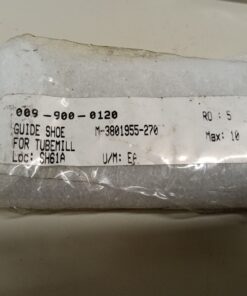 009-900-0120 RO : 5
GUIDE SHOE M-3801955-270 Max: 10
FOR TUBEMILL
Loc: SH61A U/M: EA